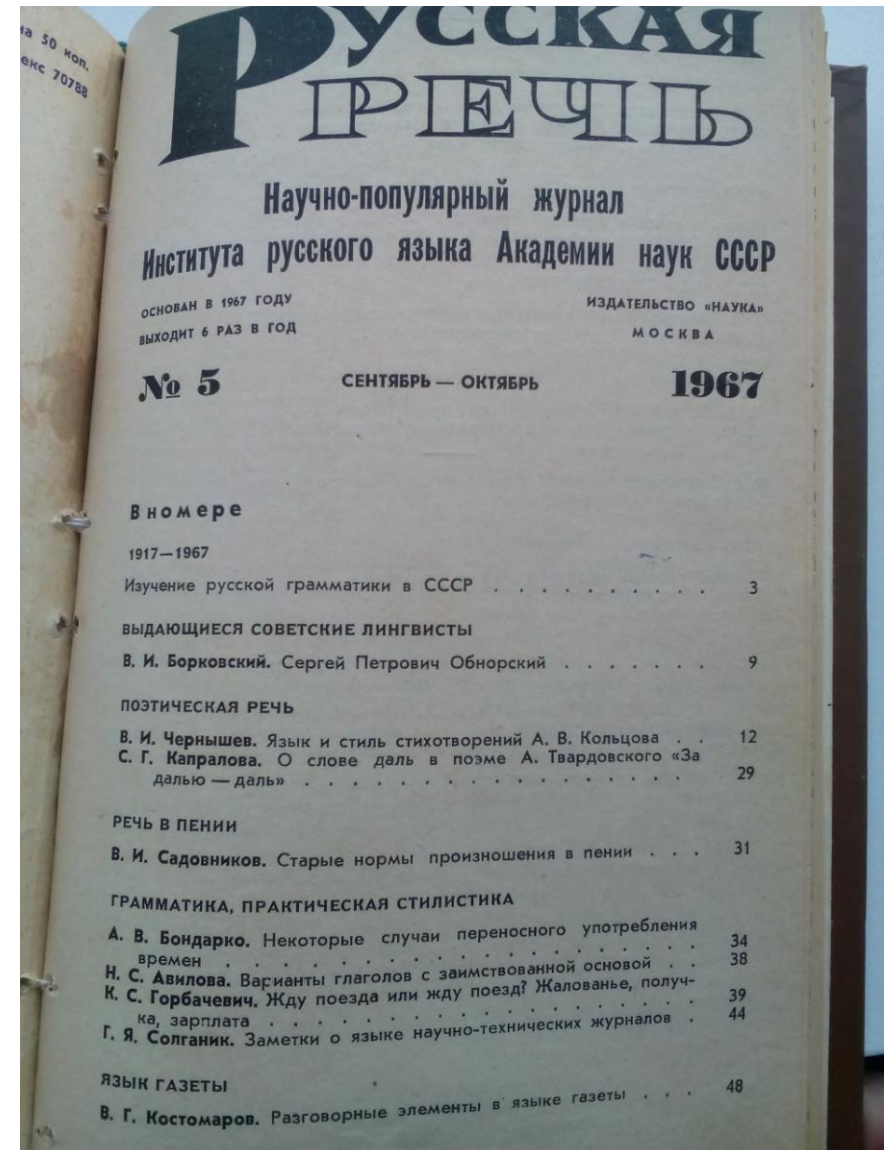 на 50 коп.
екс 70788
РУССКАЯ
РЕЧЬ
Научно-популярный журнал
Института русского языка Академии наук СССР
ОСНОВАН В 1967 ГОДУ
ВЫХОДИТ 6 РАЗ В ГОД
ИЗДАТЕЛЬСТВО «НАУКА»
МОСКВА
№ 5 СЕНТЯБРЬ — ОКТЯБРЬ 1967
В номере
1917—1967
Изучение русской грамматики в СССР . . . . . . . . . . 3
ВЫДАЮЩИЕСЯ СОВЕТСКИЕ ЛИНГВИСТЫ
В. И. Борковский. Сергей Петрович Обнорский . . . . . . . 9
ПОЭТИЧЕСКАЯ РЕЧЬ
В. И. Чернышев. Язык и стиль стихотворений А. В. Кольцова . . 12
С. Г. Капралова. О слове даль в поэме А. Твардовского «За
далью — даль» . . . . . . . . . . . . . . . . . 29
РЕЧЬ В ПЕНИИ
В. И. Садовников. Старые нормы произношения в пении . . . 31
ГРАММАТИКА, ПРАКТИЧЕСКАЯ СТИЛИСТИКА
А. В. Бондарко. Некоторые случаи переносного употребления
времен . . . . . . . . . . . . . . . . . 34
Н. С. Авилова. Варианты глаголов с заимствованной основой . . 38
К. С. Горбачевич. Жду поезда или жду поезд? Жалованье, получ-
ка, зарплата . . . . . . . . . . . . . . . . 39
Г. Я. Солганик. Заметки о языке научно-технических журналов . 44
ЯЗЫК ГАЗЕТЫ
В. Г. Костомаров. Разговорные элементы в языке газеты . . . 48